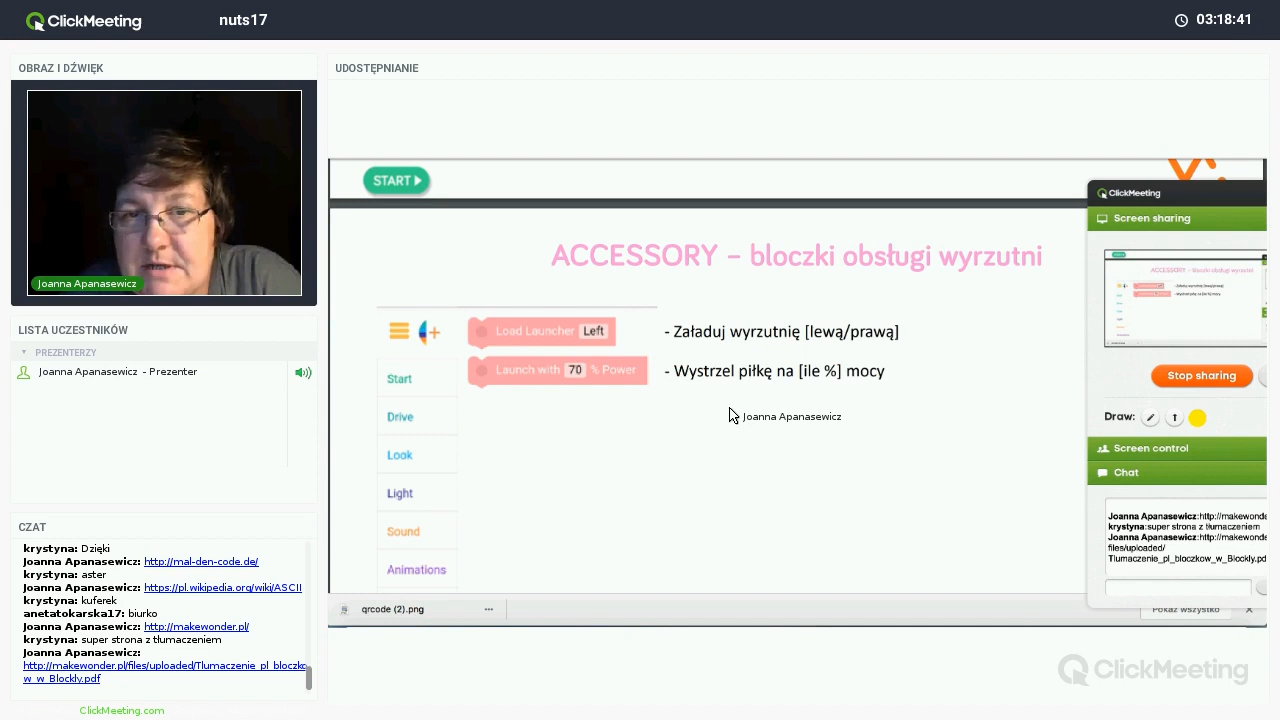 ClickMeeting
nuts17
03:18:41
OBRAZ I DŹWIĘK
Joanna Apanasewicz
LISTA UCZESTNIKÓW
PREZENTERZY
Joanna Apanasewicz - Prezenter
CZAT
krystyna: Dzięki
Joanna Apanasewicz: http://mal-den-code.de/
krystyna: aster
Joanna Apanasewicz: https://pl.wikipedia.org/wiki/ASCII
krystyna: kuferek
anetatokarska17: biurko
Joanna Apanasewicz: http://makewonder.pl/
krystyna: super strona z tłumaczeniem
Joanna Apanasewicz:
http://makewonder.pl/files/uploaded/Tlumaczenie_pl_bloczko
w_w_Blockly.pdf
ClickMeeting.com
UDOSTĘPNIANIE
START
ACCESSORY – bloczki obsługi wyrzutni
Load Launcher Left
- Załaduj wyrzutnię [lewą/prawą]
Launch with 70 % Power
- Wystrzel piłkę na [ile %] mocy
Start
Drive
Look
Light
Sound
Animations
Joanna Apanasewicz
qrcode (2).png
Pokaż wszystko
ClickMeeting
Screen sharing
Stop sharing
Draw:
Screen control
Chat
Joanna Apanasewicz:http://makewonde
krystyna:super strona z tłumaczeniem
Joanna Apanasewicz:http://makewonde
files/uploaded/
Tlumaczenie_pl_bloczkow_w_Blockly.pd
ClickMeeting